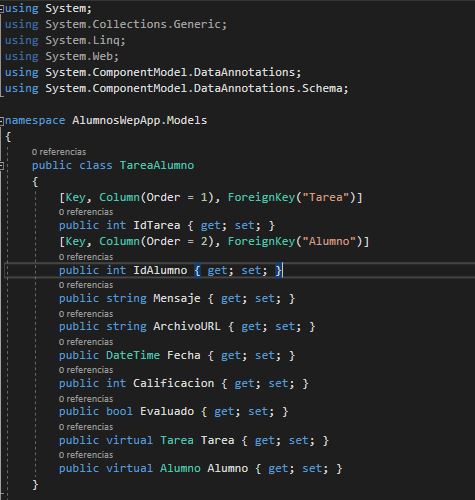 using System;
using System.Collections.Generic;
using System.Linq;
using System.Web;
using System.ComponentModel.DataAnnotations;
using System.ComponentModel.DataAnnotations.Schema;
namespace AlumnosWepApp.Models
{
0 referencias
public class TareaAlumno
{
[Key, Column(Order = 1), ForeignKey("Tarea")]
0 referencias
public int IdTarea { get; set; }
[Key, Column(Order = 2), ForeignKey("Alumno")]
0 referencias
public int IdAlumno { get; set; }
0 referencias
public string Mensaje { get; set; }
0 referencias
public string ArchivoURL { get; set; }
0 referencias
public DateTime Fecha { get; set; }
0 referencias
public int Calificacion { get; set; }
0 referencias
public bool Evaluado { get; set; }
0 referencias
public virtual Tarea Tarea { get; set; }
0 referencias
public virtual Alumno Alumno { get; set; }
}